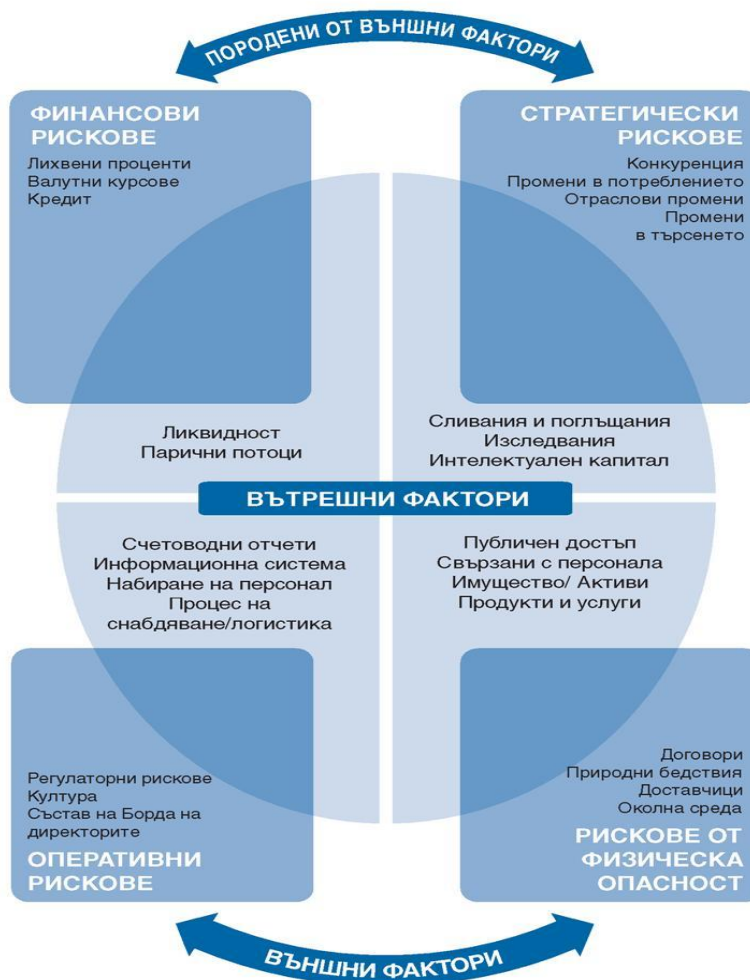 ПОРОДЕНИ ОТ ВЪНШНИ ФАКТОРИ
ФИНАНСОВИ
РИСКОВЕ
Лихвени проценти
Валутни курсове
Кредит
СТРАТЕГИЧЕСКИ
РИСКОВЕ
Конкуренция
Промени в потреблението
Отраслови промени
Промени
в търсенето
Ликвидност
Парични потоци
Сливания и поглъщания
Изследвания
Интелектуален капитал
ВЪТРЕШНИ ФАКТОРИ
Счетоводни отчети
Информационна система
Набиране на персонал
Процес на
снабдяване/логистика
Публичен достъп
Свързани с персонала
Имущество/ Активи
Продукти и услуги
Регулаторни рискове
Култура
Състав на Борда на
директорите
ОПЕРАТИВНИ
РИСКОВЕ
Договори
Природни бедствия
Доставчици
Околна среда
РИСКОВЕ ОТ
ФИЗИЧЕСКА
ОПАСНОСТ
ВЪНШНИ ФАКТОРИ